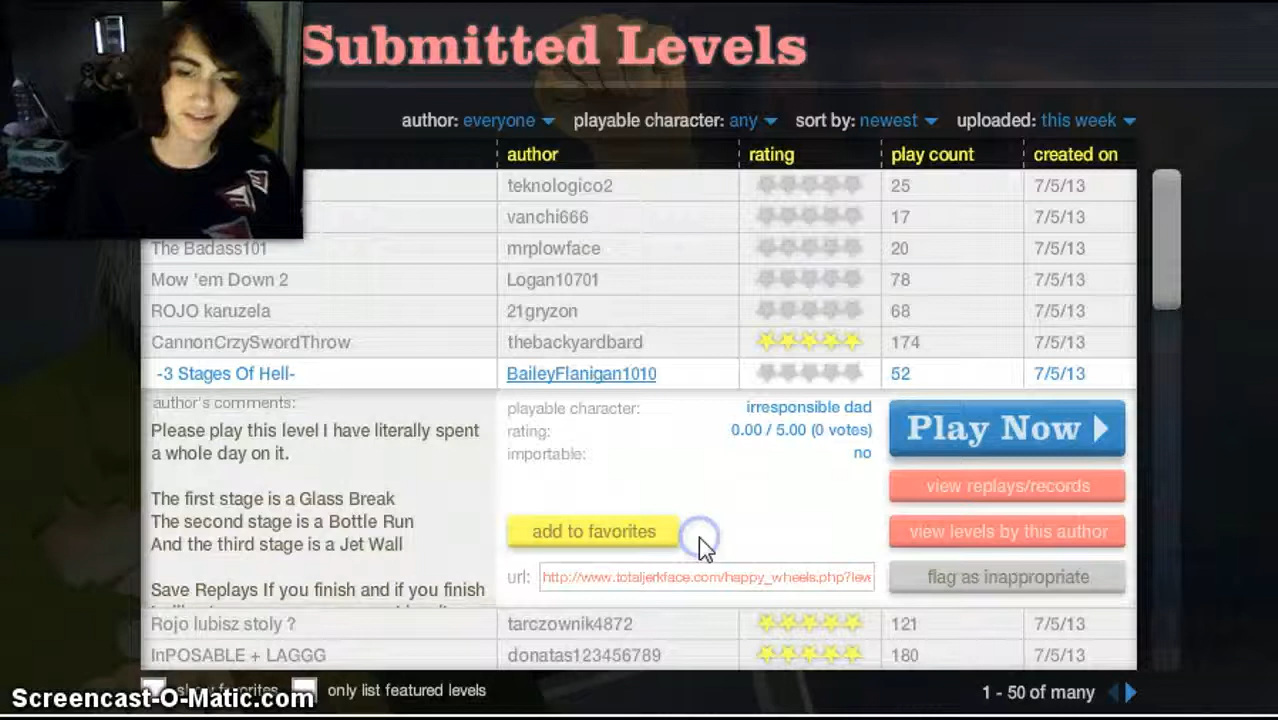 Submitted Levels
author: everyone playable character: any sort by: newest uploaded: this week
author rating play count created on
teknologico2 25 7/5/13
vanchi666 17 7/5/13
The Badass101 mrplowface 20 7/5/13
Mow 'em Down 2 Logan10701 78 7/5/13
ROJO karuzela 21gryzon 68 7/5/13
CannonCrzySwordThrow thebackyardbard 174 7/5/13
-3 Stages Of Hell- BaileyFlanigan1010 52 7/5/13
author's comments:
Please play this level I have literally spent
a whole day on it.
The first stage is a Glass Break
The second stage is a Bottle Run
And the third stage is a Jet Wall
Save Replays If you finish and if you finish
playable character: irresponsible dad
rating: 0.00 / 5.00 (0 votes)
importable: no
add to favorites
url: http://www.totaljerkface.com/happy_wheels.php?lev
Play Now
view replays/records
view levels by this author
flag as inappropriate
Rojo lubisz stoly ? tarczownik4872 121 7/5/13
InPOSABLE + LAGGG donatas123456789 180 7/5/13
only list featured levels 1 - 50 of many
Screencast-O-Matic.com